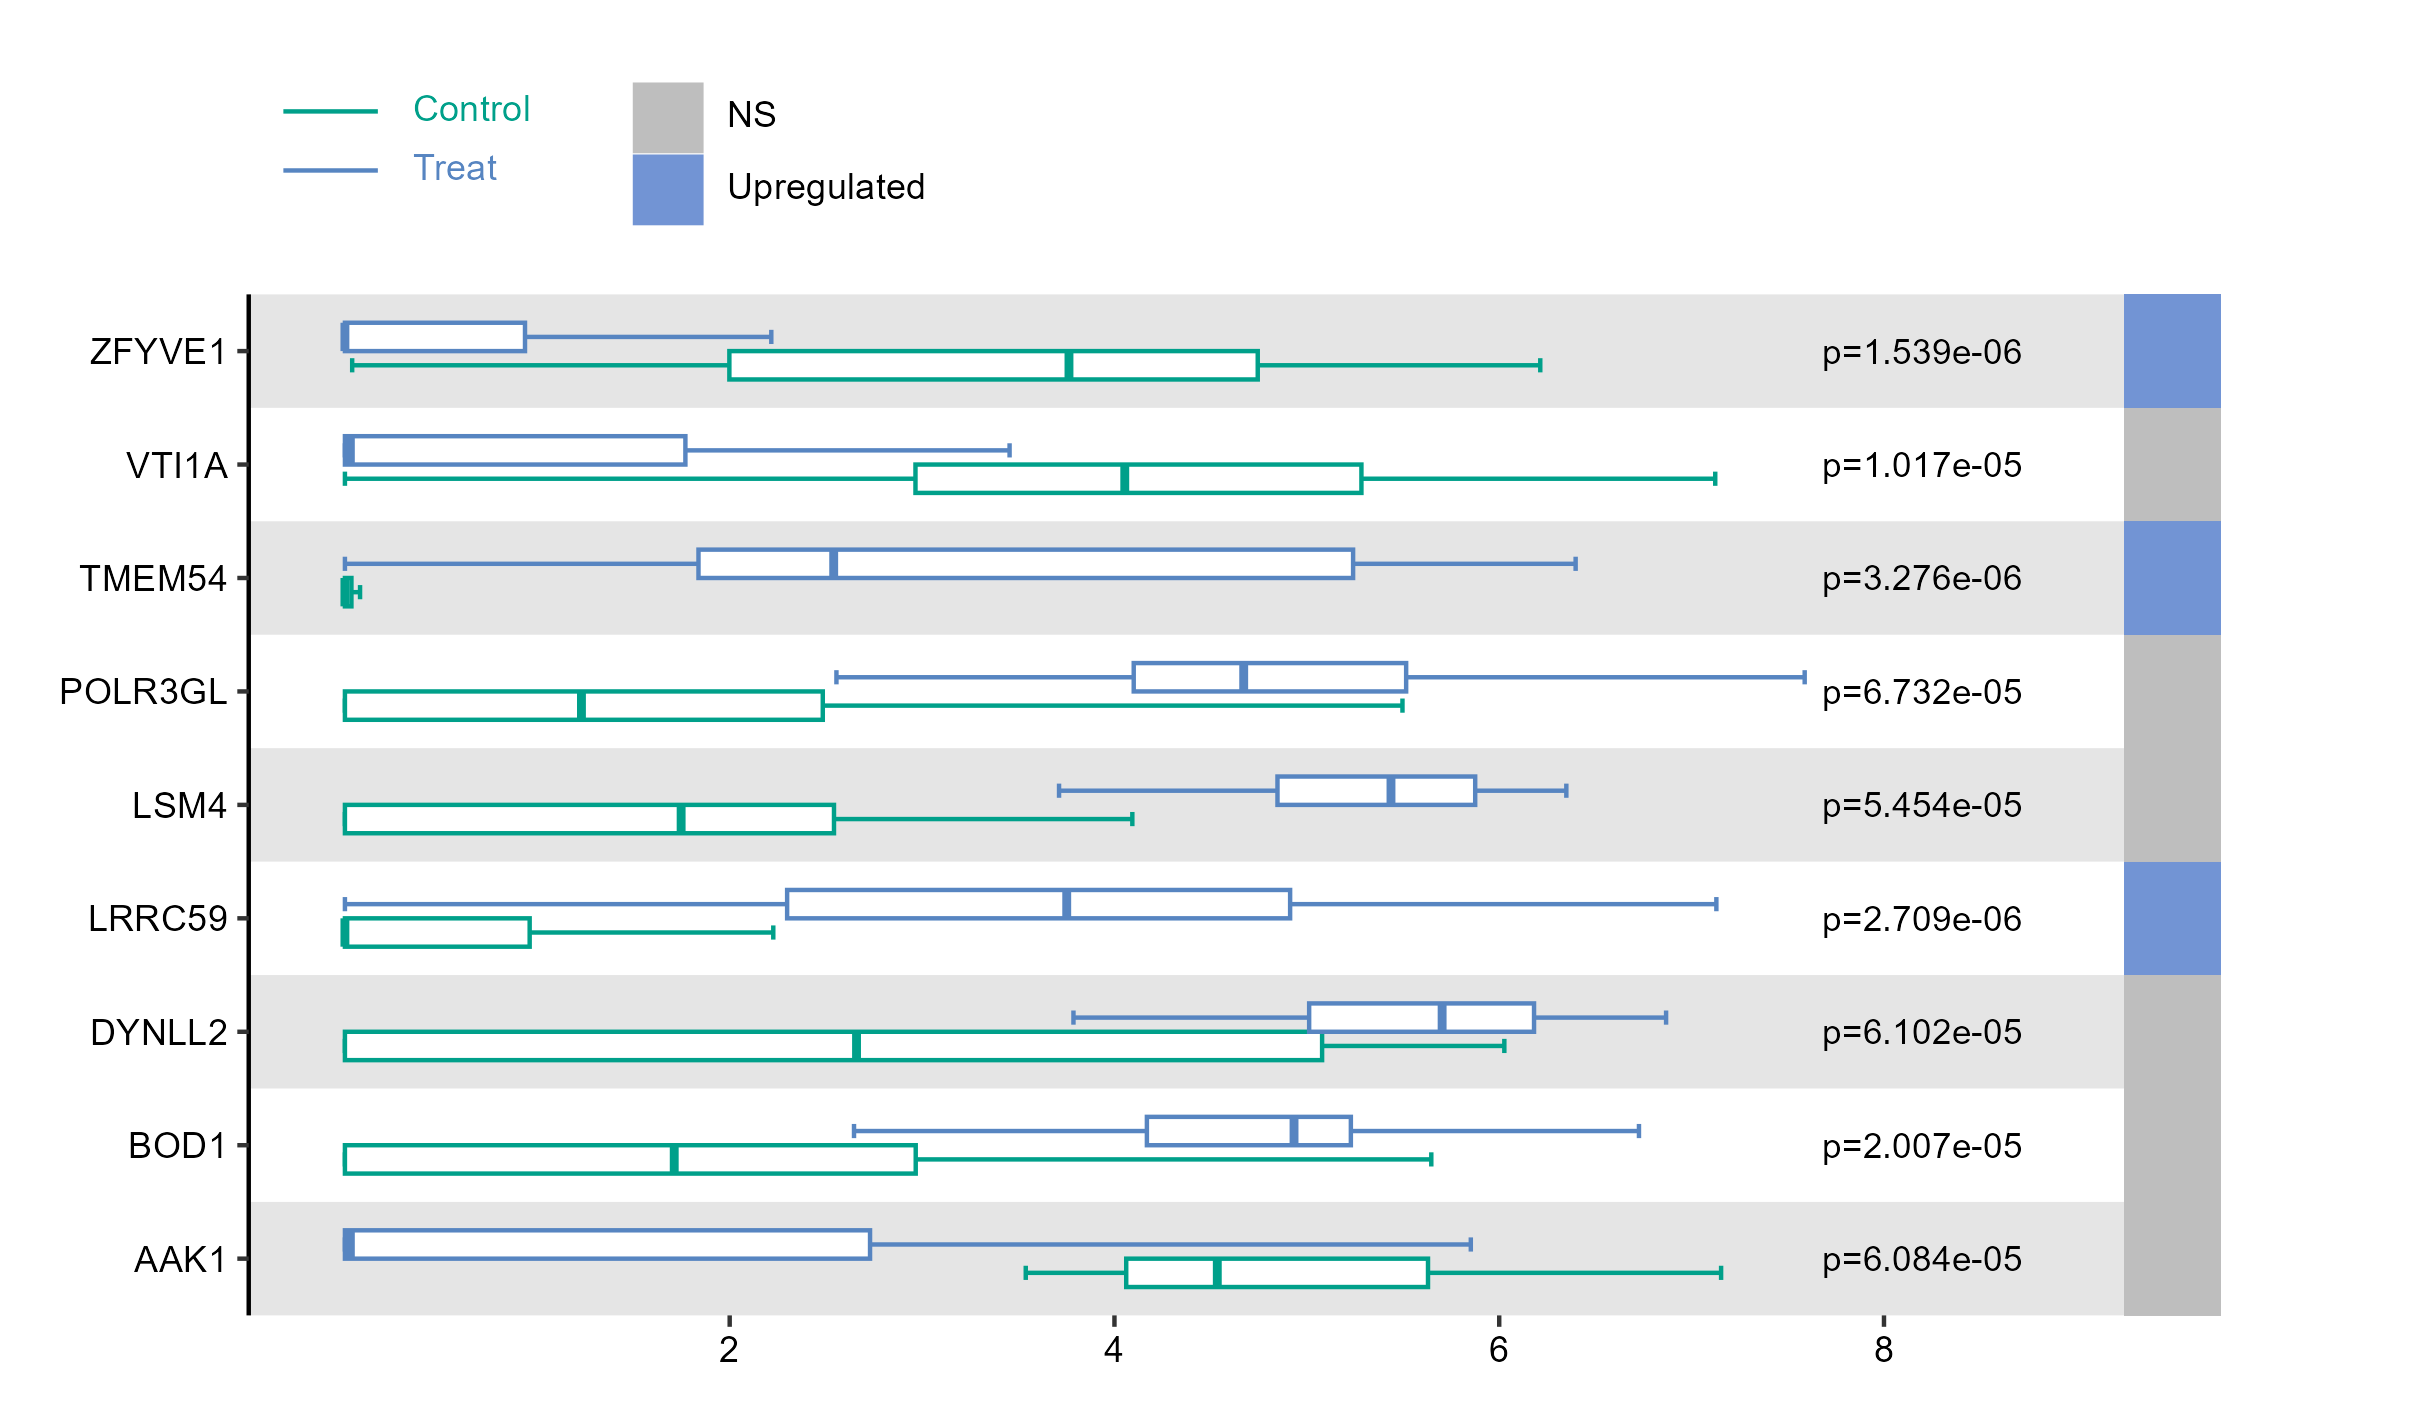 Control
Treat
NS
Upregulated
ZFYVE1 p=1.539e-06
VTI1A p=1.017e-05
TMEM54 p=3.276e-06
POLR3GL p=6.732e-05
LSM4 p=5.454e-05
LRRC59 p=2.709e-06
DYNLL2 p=6.102e-05
BOD1 p=2.007e-05
AAK1 p=6.084e-05
2 4 6 8